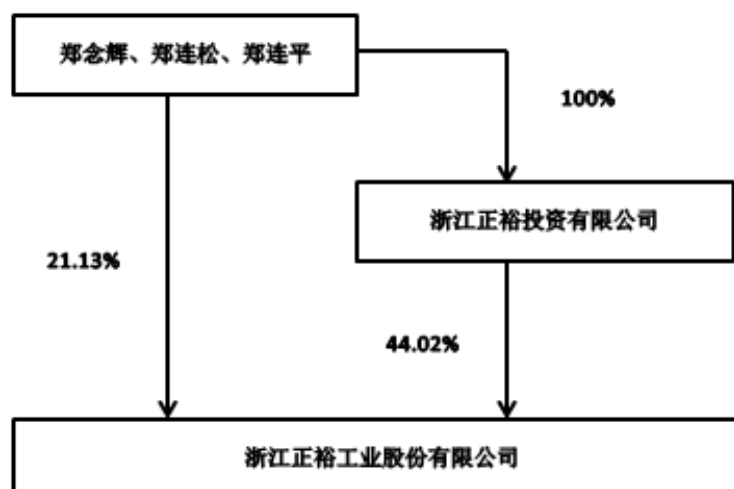 郑念辉、郑连松、郑连平
100%
浙江正裕投资有限公司
21.13%
44.02%
浙江正裕工业股份有限公司